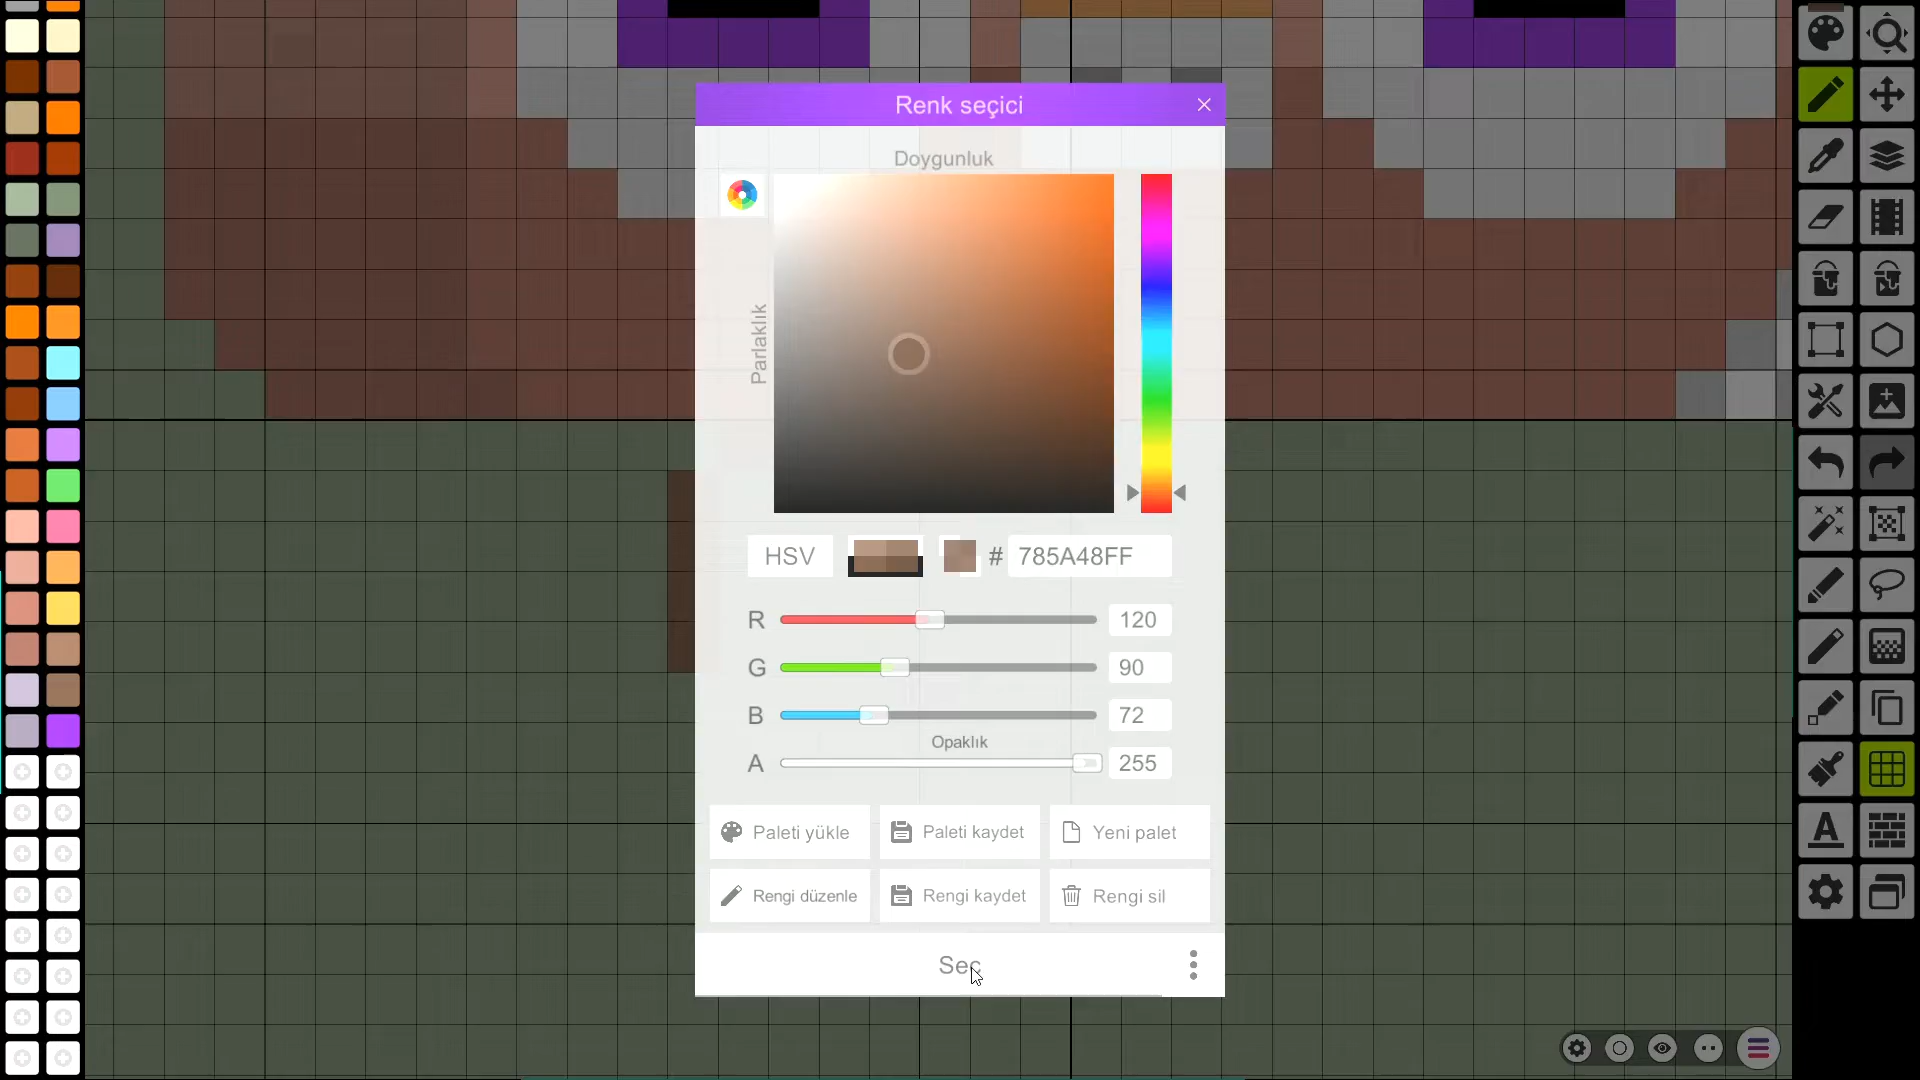 Renk seçici
Doygunluk
Parlaklık
HSV
# 785A48FF
R 120
G 90
B 72
Opaklık
A 255
Paleti yükle Paleti kaydet Yeni palet
Rengi düzenle Rengi kaydet Rengi sil
Seç